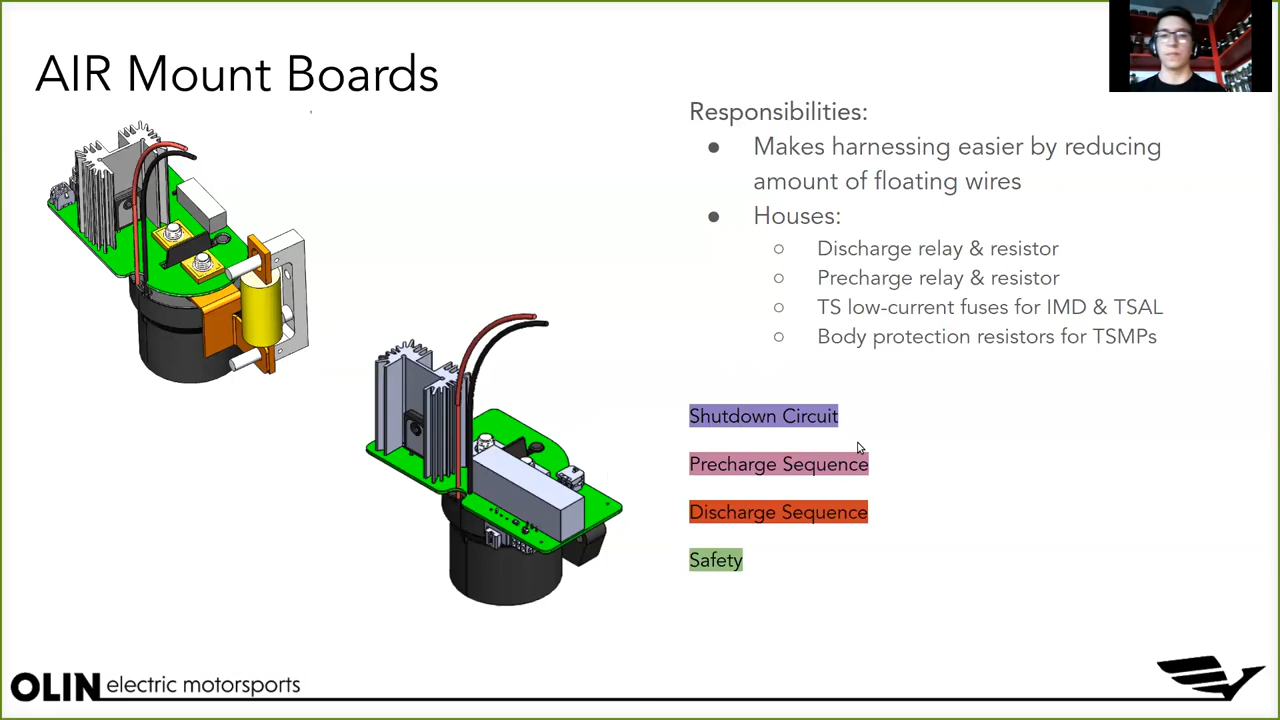 AIR Mount Boards
Responsibilities:
● Makes harnessing easier by reducing
amount of floating wires
● Houses:
○ Discharge relay & resistor
○ Precharge relay & resistor
○ TS low-current fuses for IMD & TSAL
○ Body protection resistors for TSMPs
Shutdown Circuit
Precharge Sequence
Discharge Sequence
Safety
OLIN electric motorsports